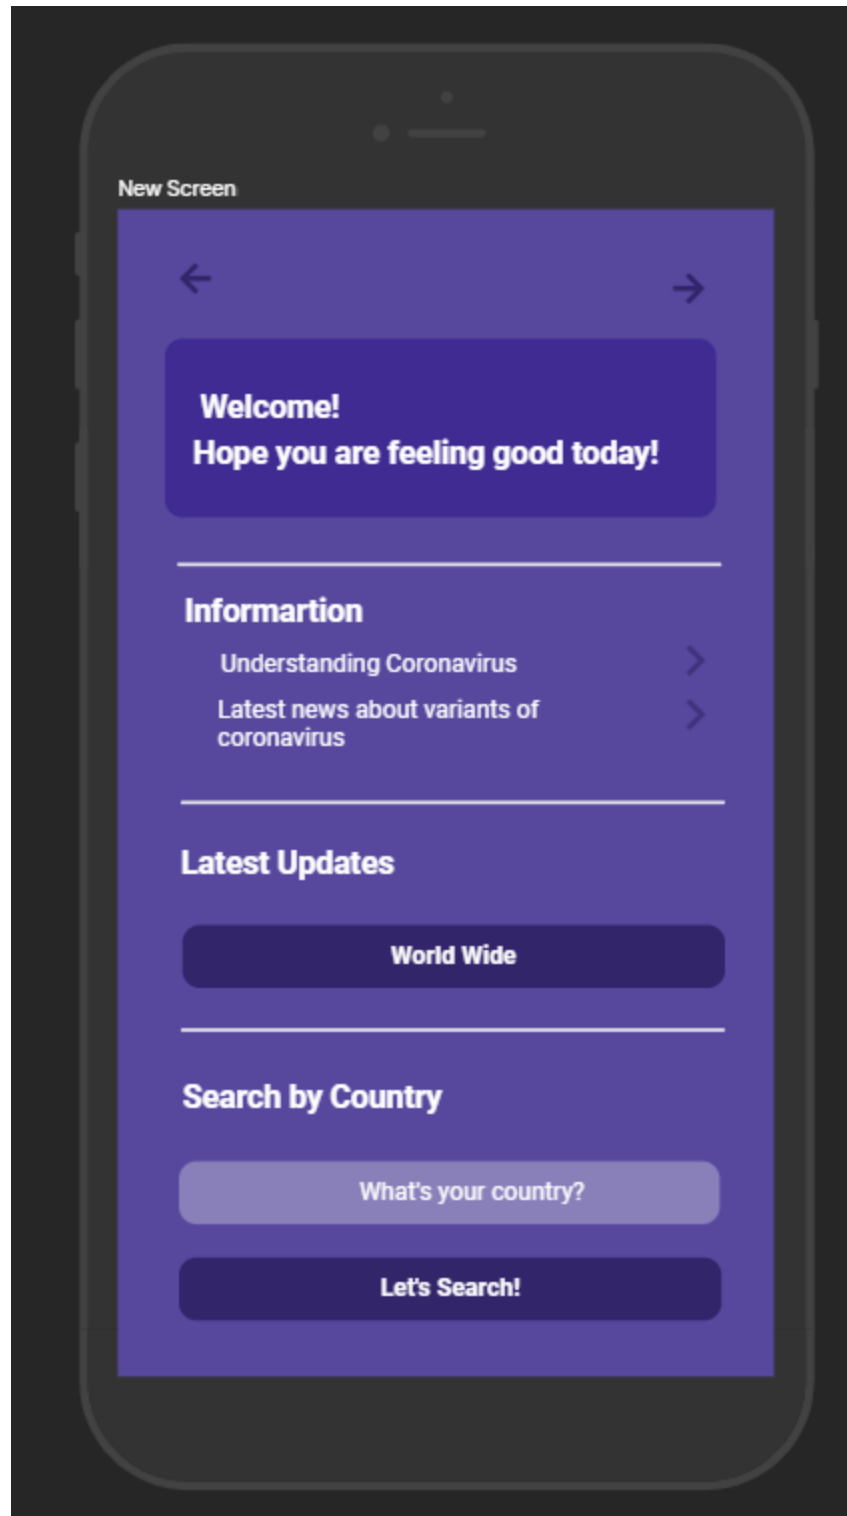 New Screen
Welcome!
Hope you are feeling good today!
Informartion
Understanding Coronavirus
Latest news about variants of
coronavirus
Latest Updates
World Wide
Search by Country
What's your country?
Let's Search!